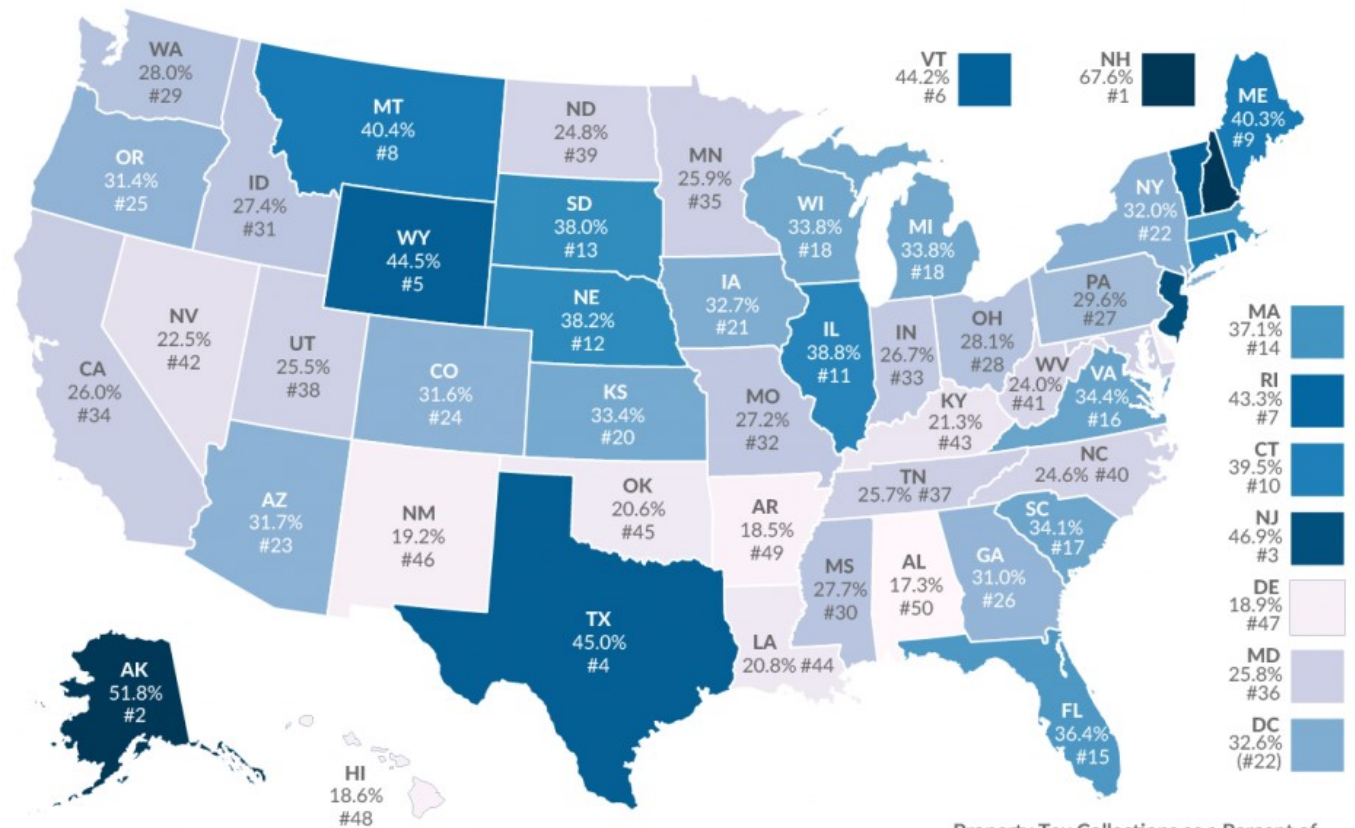 WA
28.0%
#29
MT
40.4%
#8
ND
24.8%
#39
MN
25.9%
#35
VT
44.2%
#6
NH
67.6%
#1
ME
40.3%
#9
OR
31.4%
#25
ID
27.4%
#31
WY
44.5%
#5
SD
38.0%
#13
WI
33.8%
#18
MI
33.8%
#18
NY
32.0%
#22
NV
22.5%
#42
UT
25.5%
#38
CA
26.0%
#34
CO
31.6%
#24
NE
38.2%
#12
IA
32.7%
#21
IL
38.8%
#11
IN
26.7%
#33
OH
28.1%
#28
PA
29.6%
#27
WV
24.0%
#41
VA
34.4%
#16
KS
33.4%
#20
MO
27.2%
#32
KY
21.3%
#43
NC
24.6% #40
TN
25.7% #37
SC
34.1%
#17
AZ
31.7%
#23
NM
19.2%
#46
OK
20.6%
#45
AR
18.5%
#49
MS
27.7%
#30
AL
17.3%
#50
GA
31.0%
#26
TX
45.0%
#4
LA
20.8% #44
FL
36.4%
#15
AK
51.8%
#2
HI
18.6%
#48
MA
37.1%
#14
RI
43.3%
#7
CT
39.5%
#10
NJ
46.9%
#3
DE
18.9%
#47
MD
25.8%
#36
DC
32.6%
(#22)
Property Tax Collections as a Percent of